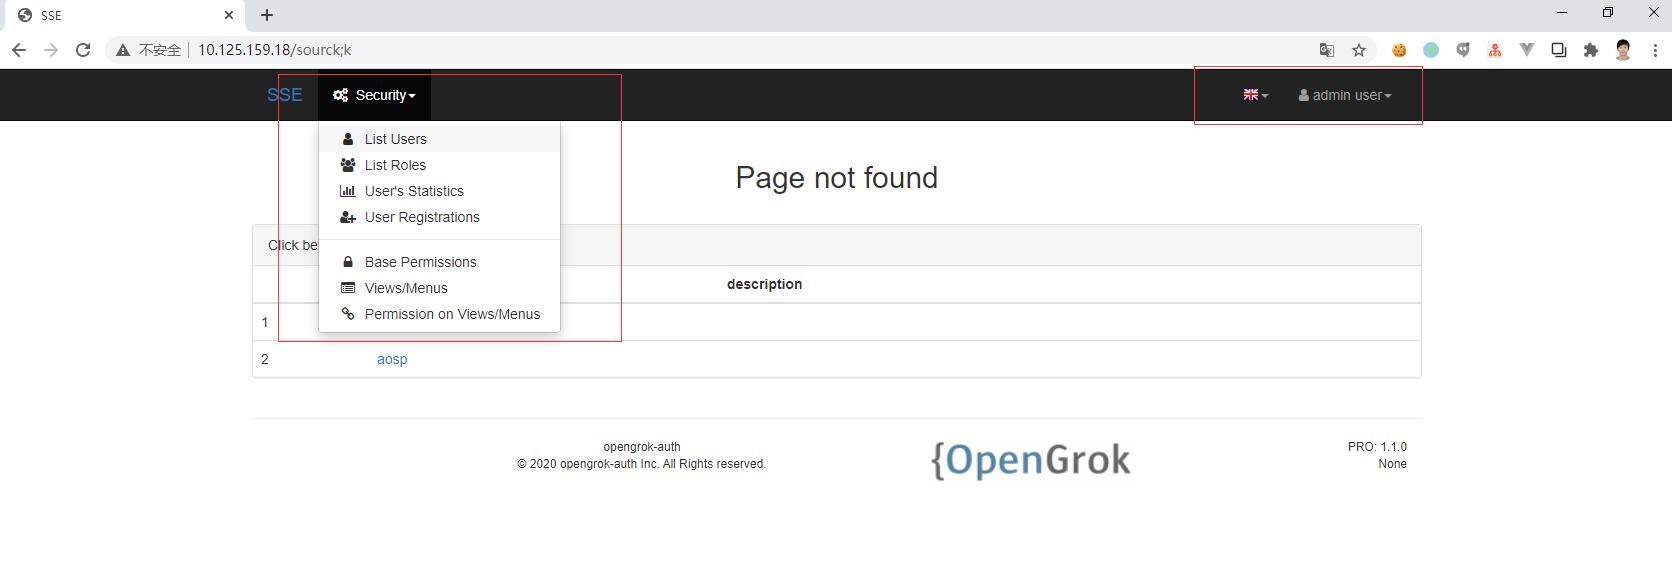 SSE
不安全 | 10.125.159.18/sourck;k
SSE Security admin user
List Users
List Roles
User's Statistics
User Registrations
Base Permissions
Views/Menus
Permission on Views/Menus
Page not found
Click be
description
1
2 aosp
opengrok-auth
© 2020 opengrok-auth Inc. All Rights reserved.
{OpenGrok
PRO: 1.1.0
None